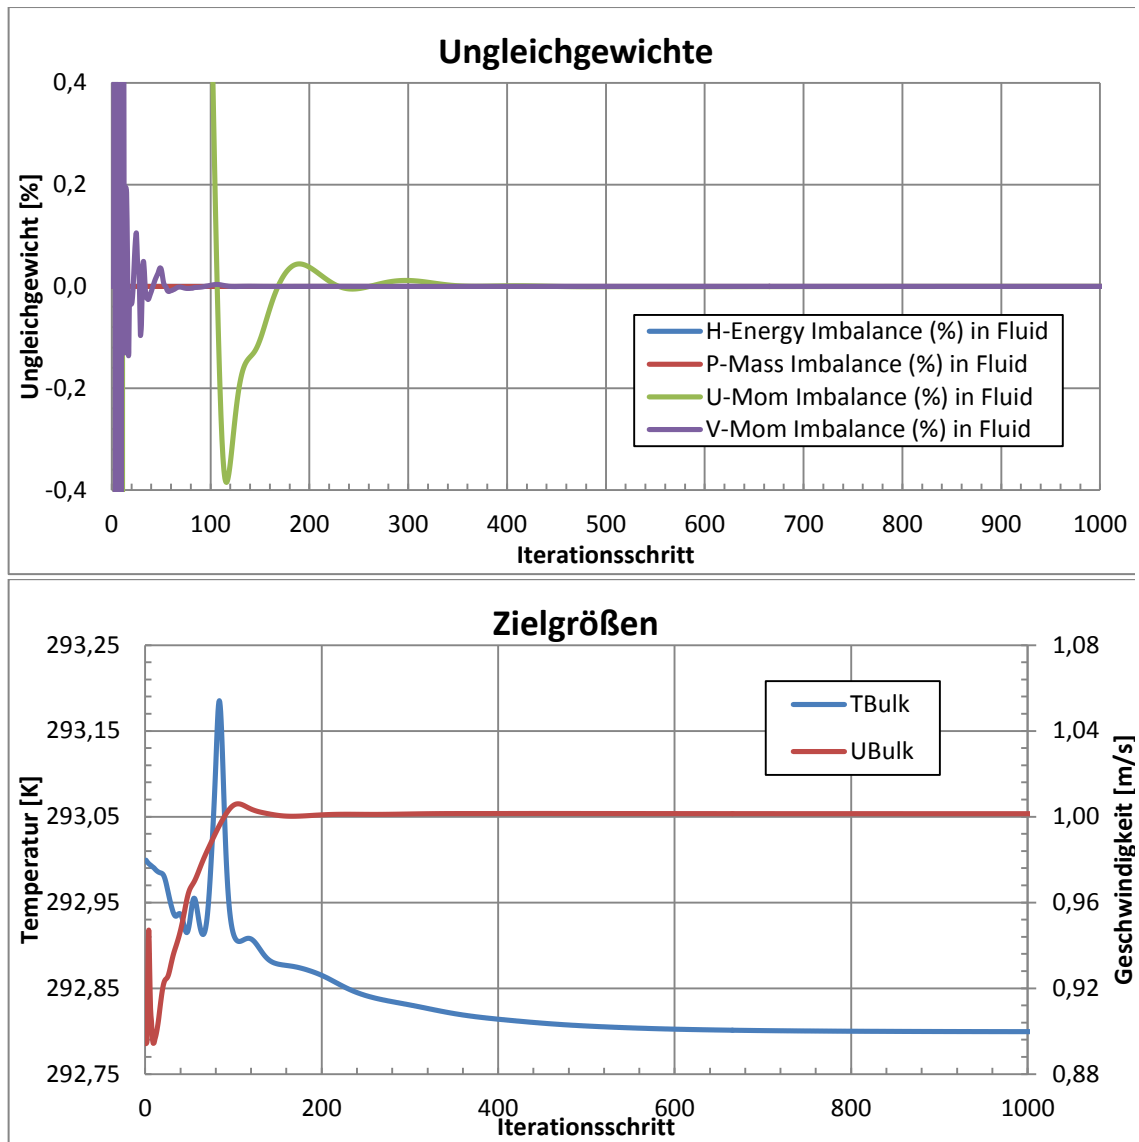 Ungleichgewichte
Ungleichgewicht [%]
0,4
0,2
0,0
-0,2
-0,4
H-Energy Imbalance (%) in Fluid
P-Mass Imbalance (%) in Fluid
U-Mom Imbalance (%) in Fluid
V-Mom Imbalance (%) in Fluid
0 100 200 300 400 500 600 700 800 900 1000
Iterationsschritt
Zielgrößen
Temperatur [K]
293,25
293,15
293,05
292,95
292,85
292,75
TBulk
UBulk
1,08
1,04
1,00
0,96
0,92
0,88
Geschwindigkeit [m/s]
0 200 400 600 800 1000
Iterationsschritt